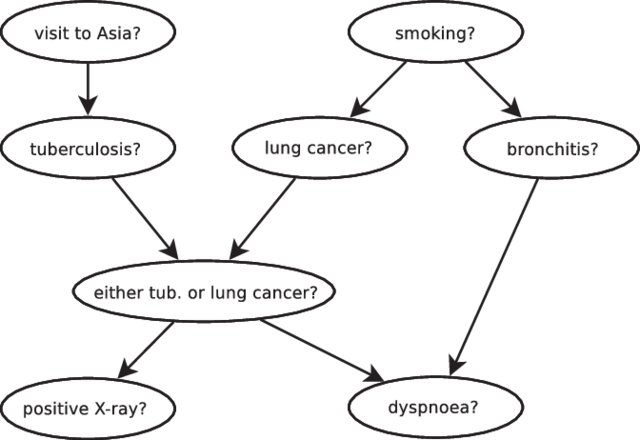 visit to Asia?
smoking?
tuberculosis?
lung cancer?
bronchitis?
either tub. or lung cancer?
positive X-ray?
dyspnoea?